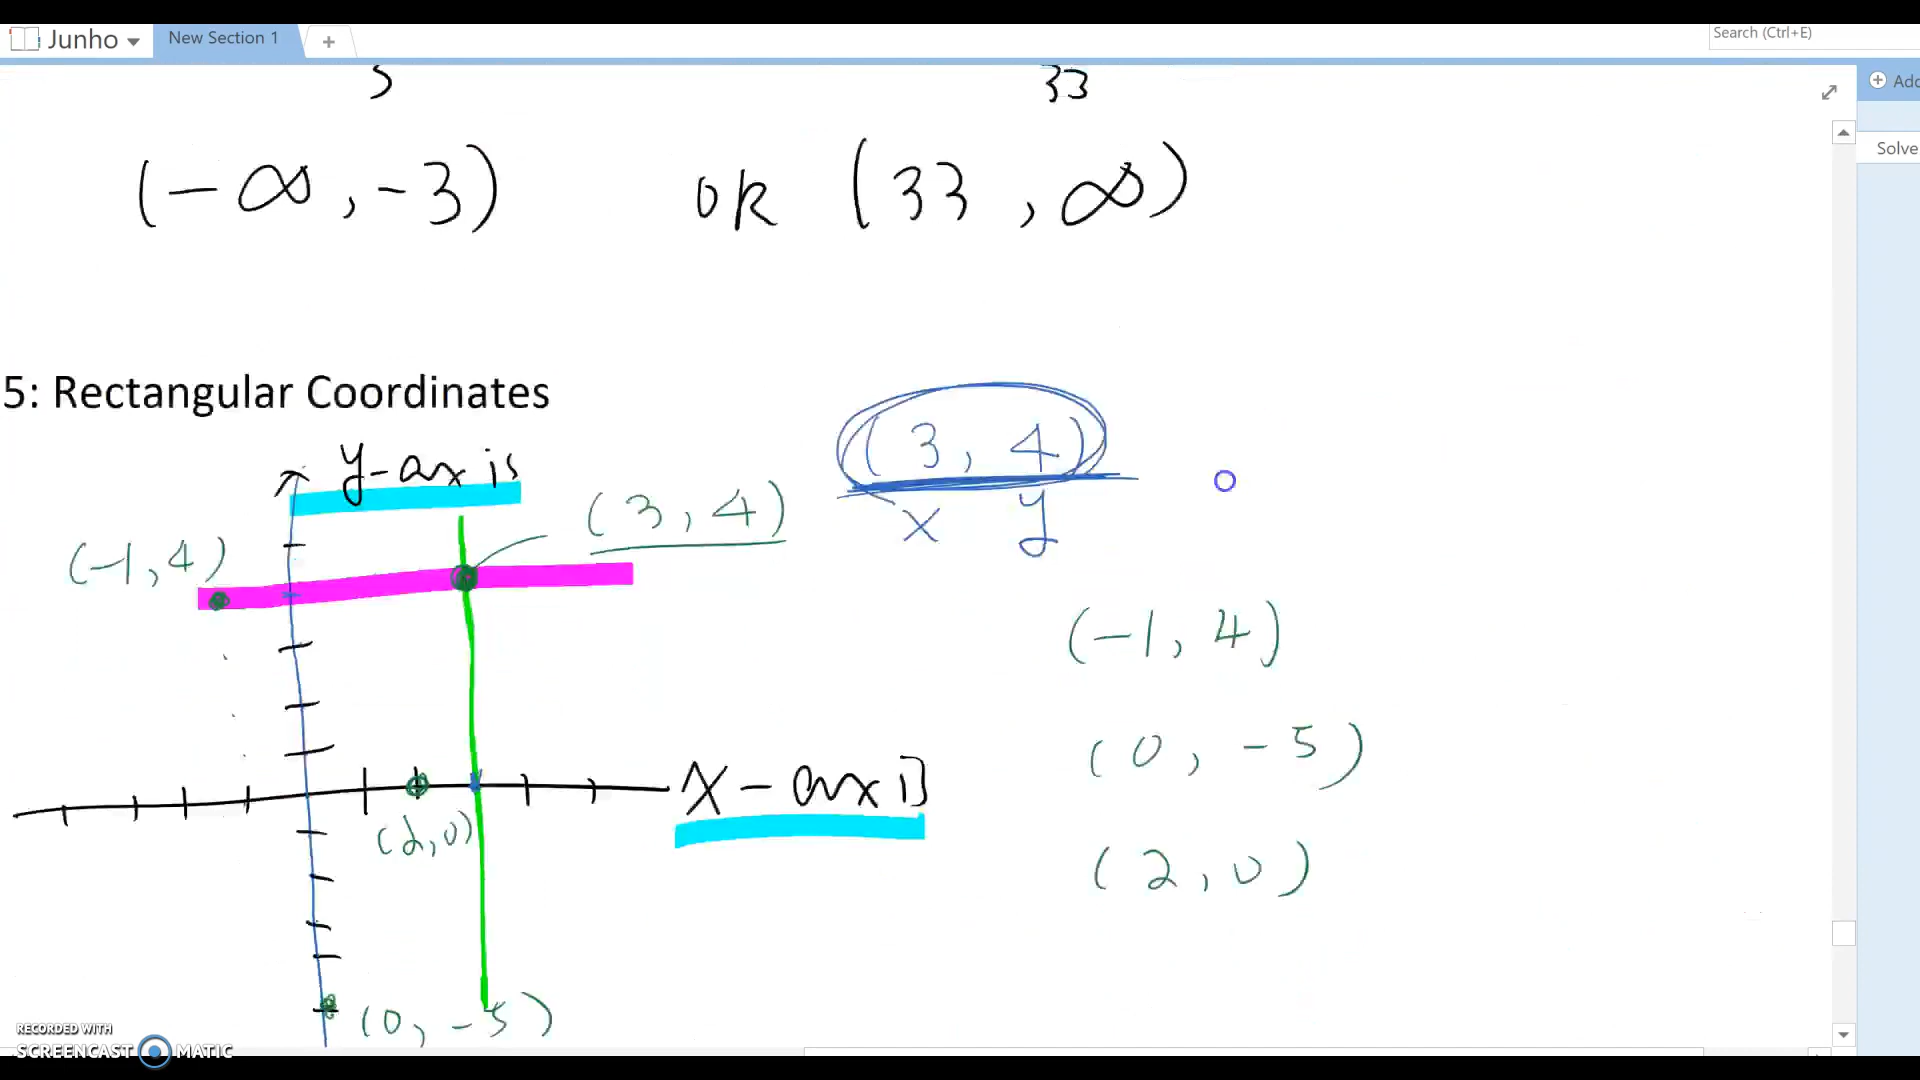 Junho
New Section 1
+
Search (Ctrl+E)
Add
33
Solve
(-∞, -3) or (33, ∞)
5: Rectangular Coordinates
(3, 4)
y-axis
(3, 4)
x y
(-1, 4)
(-1, 4)
(0, -5)
x-axis
(2, 0)
(2, 0)
(0, -5)
RECORDED WITH
SCREENCAST MATIC